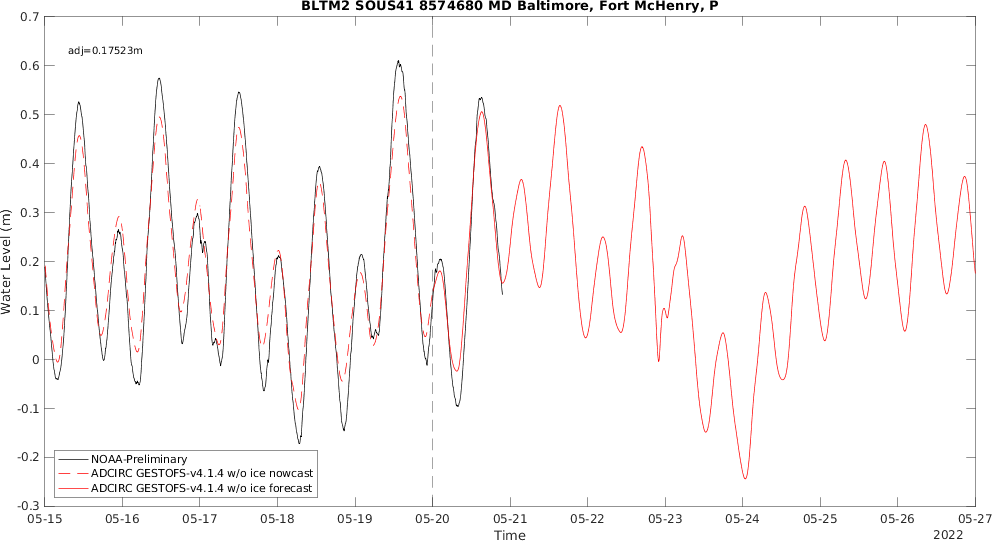 BLTM2 SOUS41 8574680 MD Baltimore, Fort McHenry, P
adj=0.17523m
Water Level (m)
0.7
0.6
0.5
0.4
0.3
0.2
0.1
0
-0.1
-0.2
-0.3
NOAA-Preliminary
ADCIRC GESTOFS-v4.1.4 w/o ice nowcast
ADCIRC GESTOFS-v4.1.4 w/o ice forecast
05-15 05-16 05-17 05-18 05-19 05-20 05-21 05-22 05-23 05-24 05-25 05-26 05-27
Time
2022